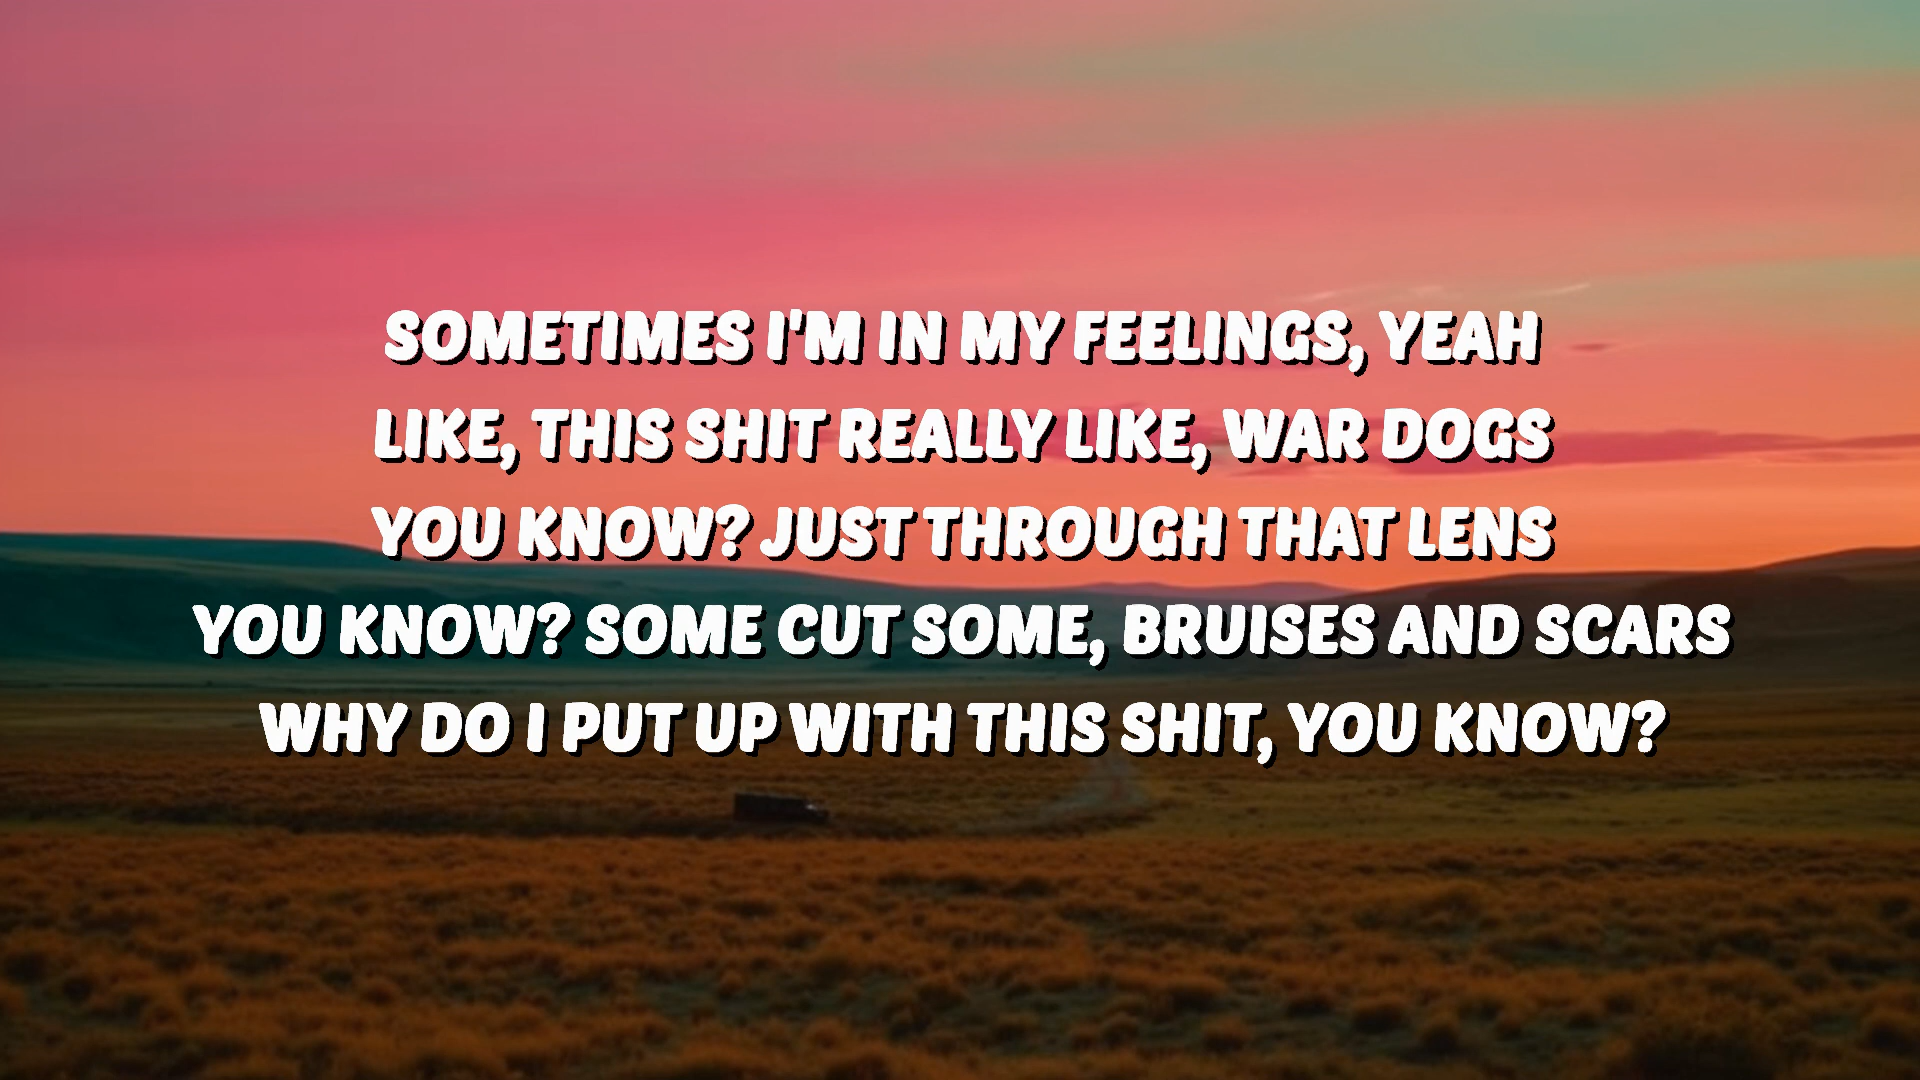 SOMETIMES I'M IN MY FEELINGS, YEAH
LIKE, THIS SHIT REALLY LIKE, WAR DOGS
YOU KNOW? JUST THROUGH THAT LENS
YOU KNOW? SOME CUT SOME, BRUISES AND SCARS
WHY DO I PUT UP WITH THIS SHIT, YOU KNOW?